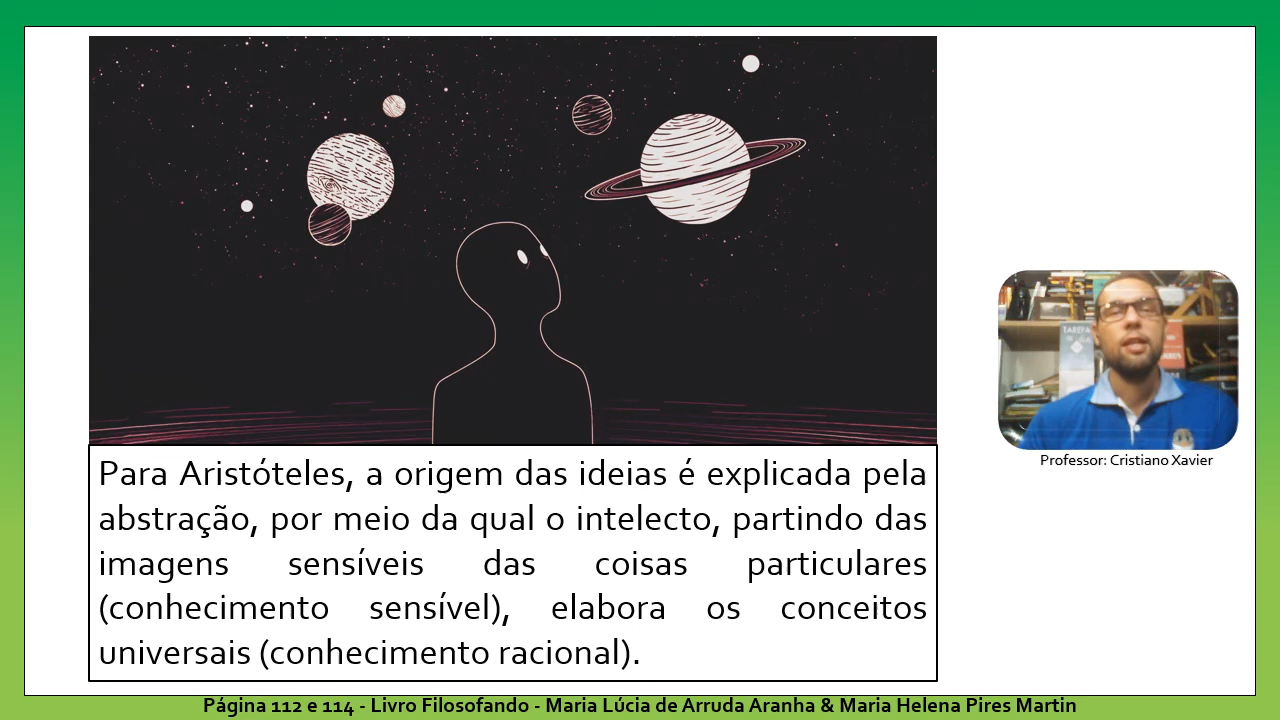 Para Aristóteles, a origem das ideias é explicada pela
abstração, por meio da qual o intelecto, partindo das
imagens sensíveis das coisas particulares
(conhecimento sensível), elabora os conceitos
universais (conhecimento racional).
TAREFA
Professor: Cristiano Xavier
Página 112 e 114 - Livro Filosofando - Maria Lúcia de Arruda Aranha & Maria Helena Pires Martin